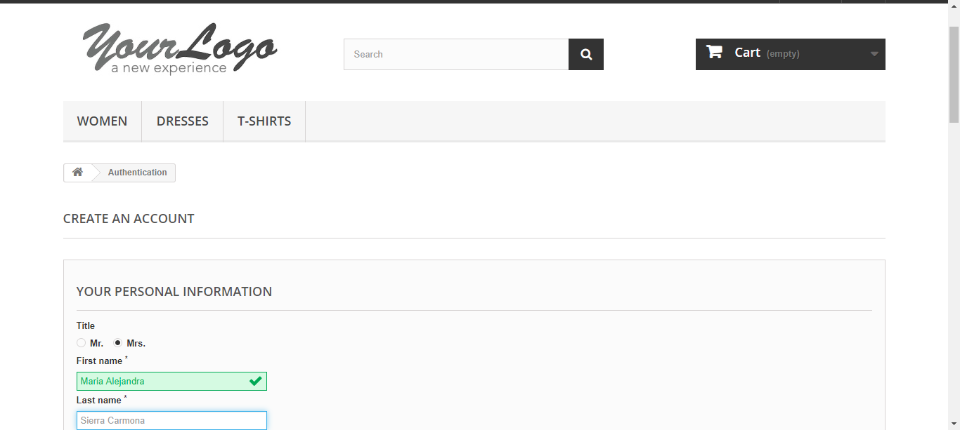 YourLogo
a new experience
Search
Cart (empty)
WOMEN DRESSES T-SHIRTS
Authentication
CREATE AN ACCOUNT
YOUR PERSONAL INFORMATION
Title
Mr. Mrs.
First name *
Maria Alejandra
Last name *
Sierra Carmona